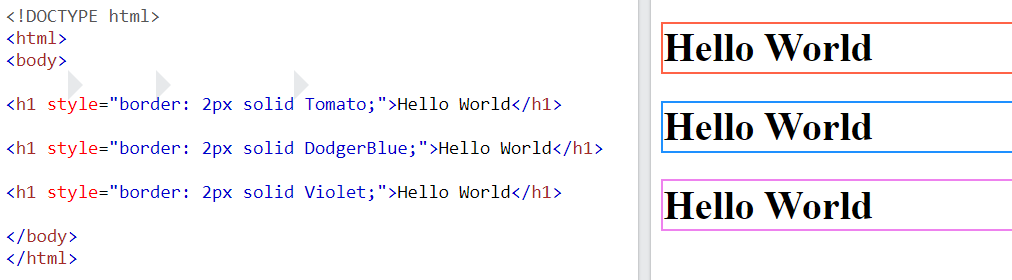 <!DOCTYPE html>
<html>
<body>
<h1 style="border: 2px solid Tomato;">Hello World</h1>
<h1 style="border: 2px solid DodgerBlue;">Hello World</h1>
<h1 style="border: 2px solid Violet;">Hello World</h1>
</body>
</html>
Hello World
Hello World
Hello World